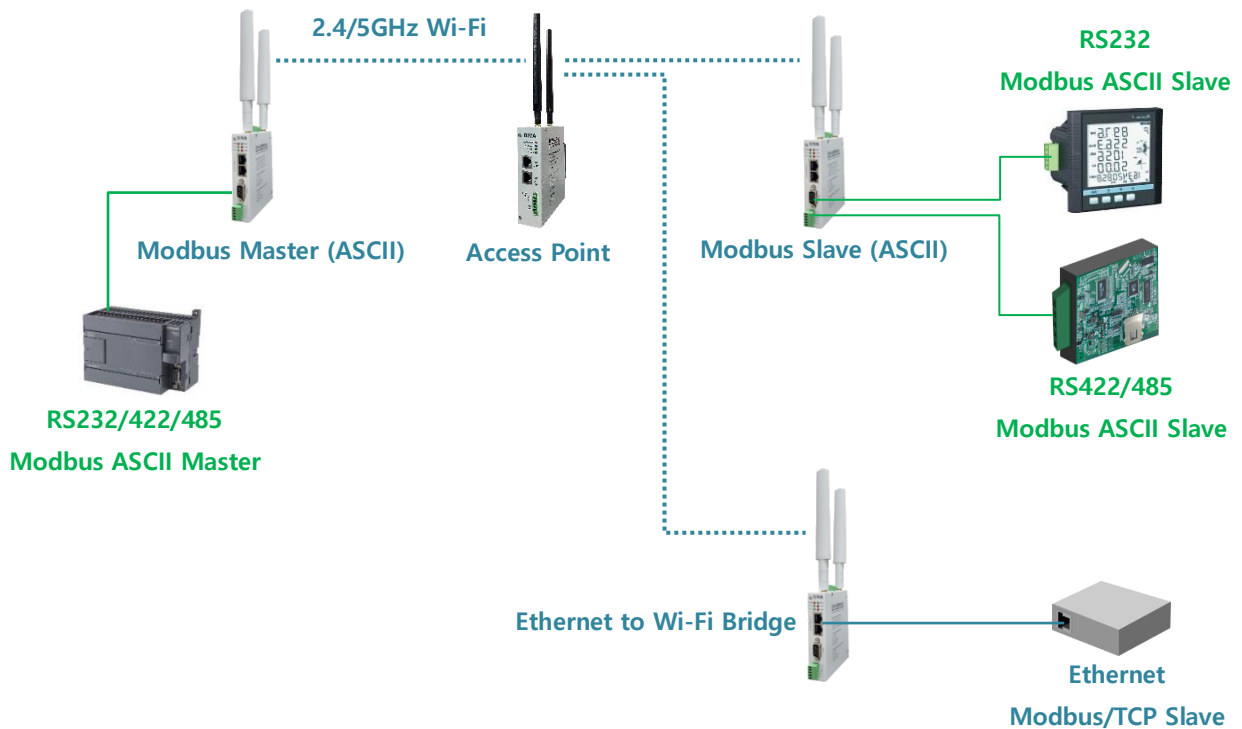 2.4/5GHz Wi-Fi
RS232
Modbus ASCII Slave
Modbus Master (ASCII)
Access Point
Modbus Slave (ASCII)
RS232/422/485
Modbus ASCII Master
RS422/485
Modbus ASCII Slave
Ethernet to Wi-Fi Bridge
Ethernet
Modbus/TCP Slave